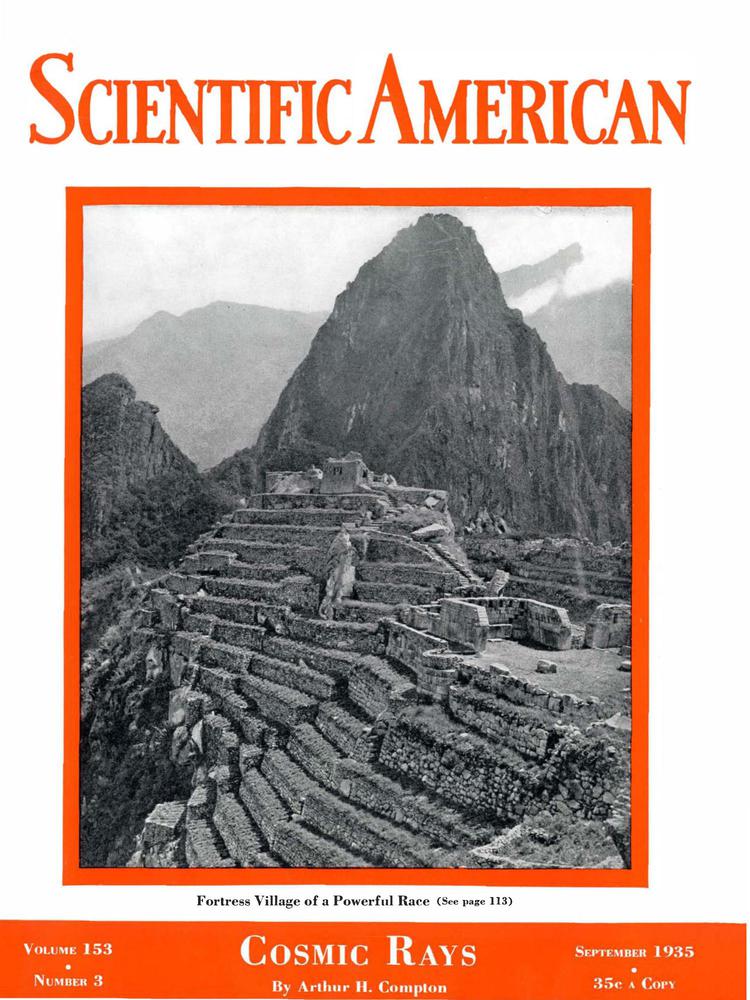 SCIENTIFIC AMERICAN
Fortress Village of a Powerful Race (See page 113)
VOLUME 153
•
NUMBER 3
COSMIC RAYS
By Arthur H. Compton
SEPTEMBER 1935
•
35c A COPY